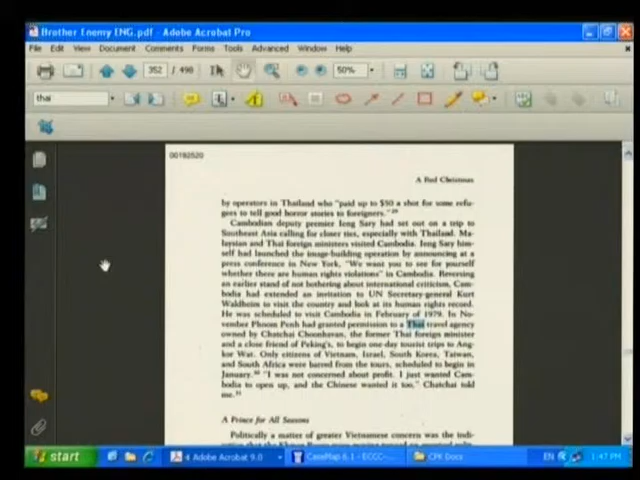 Brother Enemy ENG.pdf - Adobe Acrobat Pro
File Edit View Document Comments Forms Tools Advanced Window Help
352 / 498 50%
thai
00192520
A Red Christmas
by operators in Thailand who "paid up to $50 a shot for some refu-
gees to tell good horror stories to foreigners."29
Cambodian deputy premier Ieng Sary had set out on a trip to
Southeast Asia calling for closer ties, especially with Thailand. Ma-
laysian and Thai foreign ministers visited Cambodia. Ieng Sary him-
self had launched the image-building operation by announcing at a
press conference in New York, "We want you to see for yourself
whether there are human rights violations" in Cambodia. Reversing
an earlier stand of not bothering about international criticism, Cam-
bodia had extended an invitation to UN Secretary-general Kurt
Waldheim to visit the country and look at its human rights record.
He was scheduled to visit Cambodia in February of 1979. In No-
vember Phnom Penh had granted permission to a Thai travel agency
owned by Chatchai Choonhavan, the former Thai foreign minister
and a close friend of Peking's, to begin one-day tourist trips to Ang-
kor Wat. Only citizens of Vietnam, Israel, South Korea, Taiwan,
and South Africa were barred from the tours, scheduled to begin in
January.30 "I was not concerned about profit. I just wanted Cam-
bodia to open up, and the Chinese wanted it too," Chatchai told
me.31
A Prince for All Seasons
Politically a matter of greater Vietnamese concern was the indi-
start 4 Adobe Acrobat 9.0 CaseMap 6.1 - ECCC-... CPK Docs EN 1:47 PM